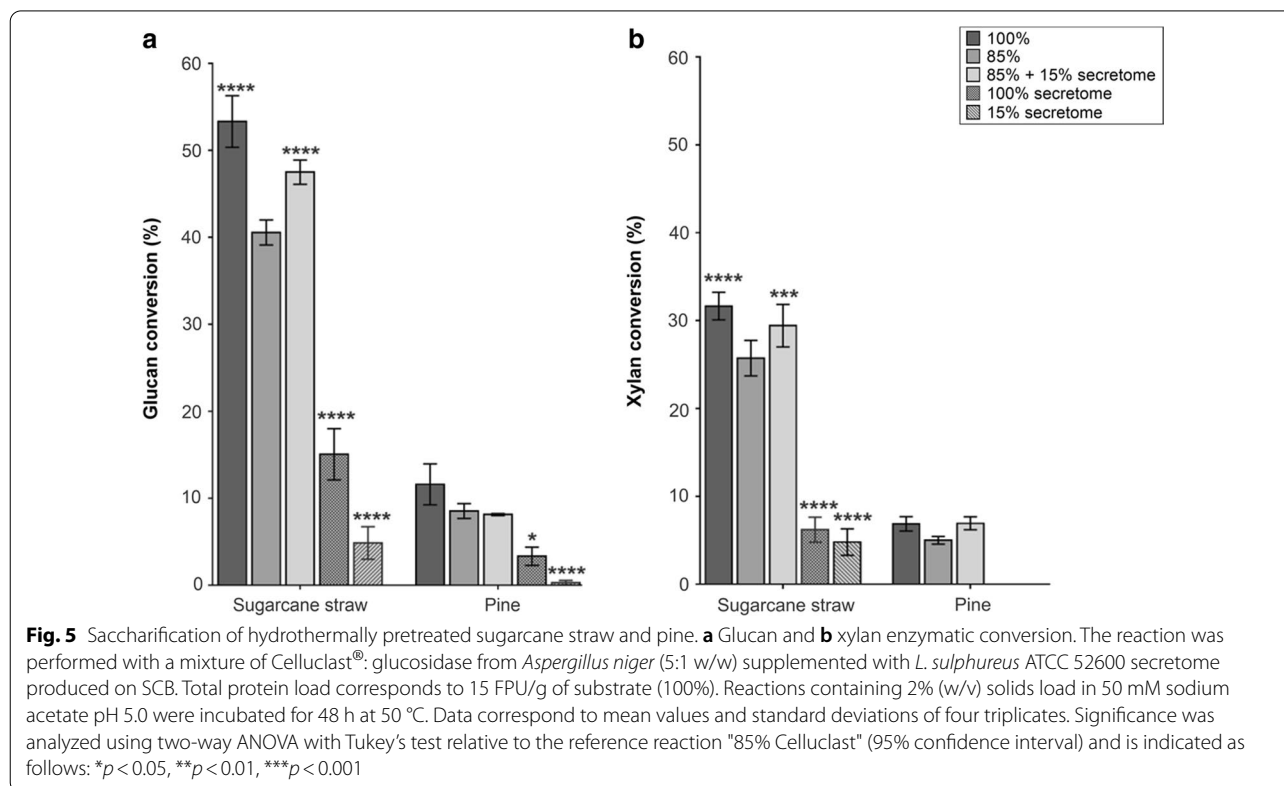 a
b
100%
85%
85% + 15% secretome
100% secretome
15% secretome
Glucan conversion (%)
60
50
40
30
20
10
0
****
****
****
****
*
****
Sugarcane straw
Pine
Xylan conversion (%)
60
50
40
30
20
10
0
****
***
****
****
Sugarcane straw
Pine
Fig. 5 Saccharification of hydrothermally pretreated sugarcane straw and pine. a Glucan and b xylan enzymatic conversion. The reaction was
performed with a mixture of Celluclast®: glucosidase from Aspergillus niger (5:1 w/w) supplemented with L. sulphureus ATCC 52600 secretome
produced on SCB. Total protein load corresponds to 15 FPU/g of substrate (100%). Reactions containing 2% (w/v) solids load in 50 mM sodium
acetate pH 5.0 were incubated for 48 h at 50 °C. Data correspond to mean values and standard deviations of four triplicates. Significance was
analyzed using two-way ANOVA with Tukey's test relative to the reference reaction "85% Celluclast" (95% confidence interval) and is indicated as
follows: *p < 0.05, **p < 0.01, ***p < 0.001